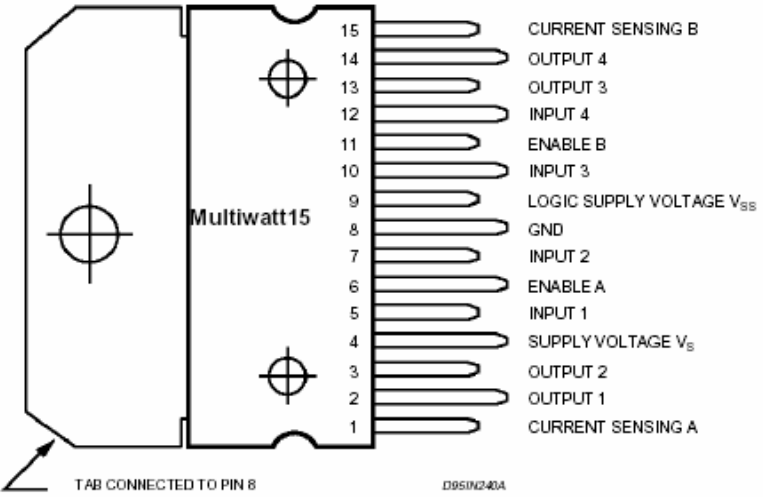 15 CURRENT SENSING B
14 OUTPUT 4
13 OUTPUT 3
12 INPUT 4
11 ENABLE B
10 INPUT 3
9 LOGIC SUPPLY VOLTAGE VSS
8 GND
Multiwatt15
7 INPUT 2
6 ENABLE A
5 INPUT 1
4 SUPPLY VOLTAGE VS
3 OUTPUT 2
2 OUTPUT 1
1 CURRENT SENSING A
TAB CONNECTED TO PIN 8
D95IN240A